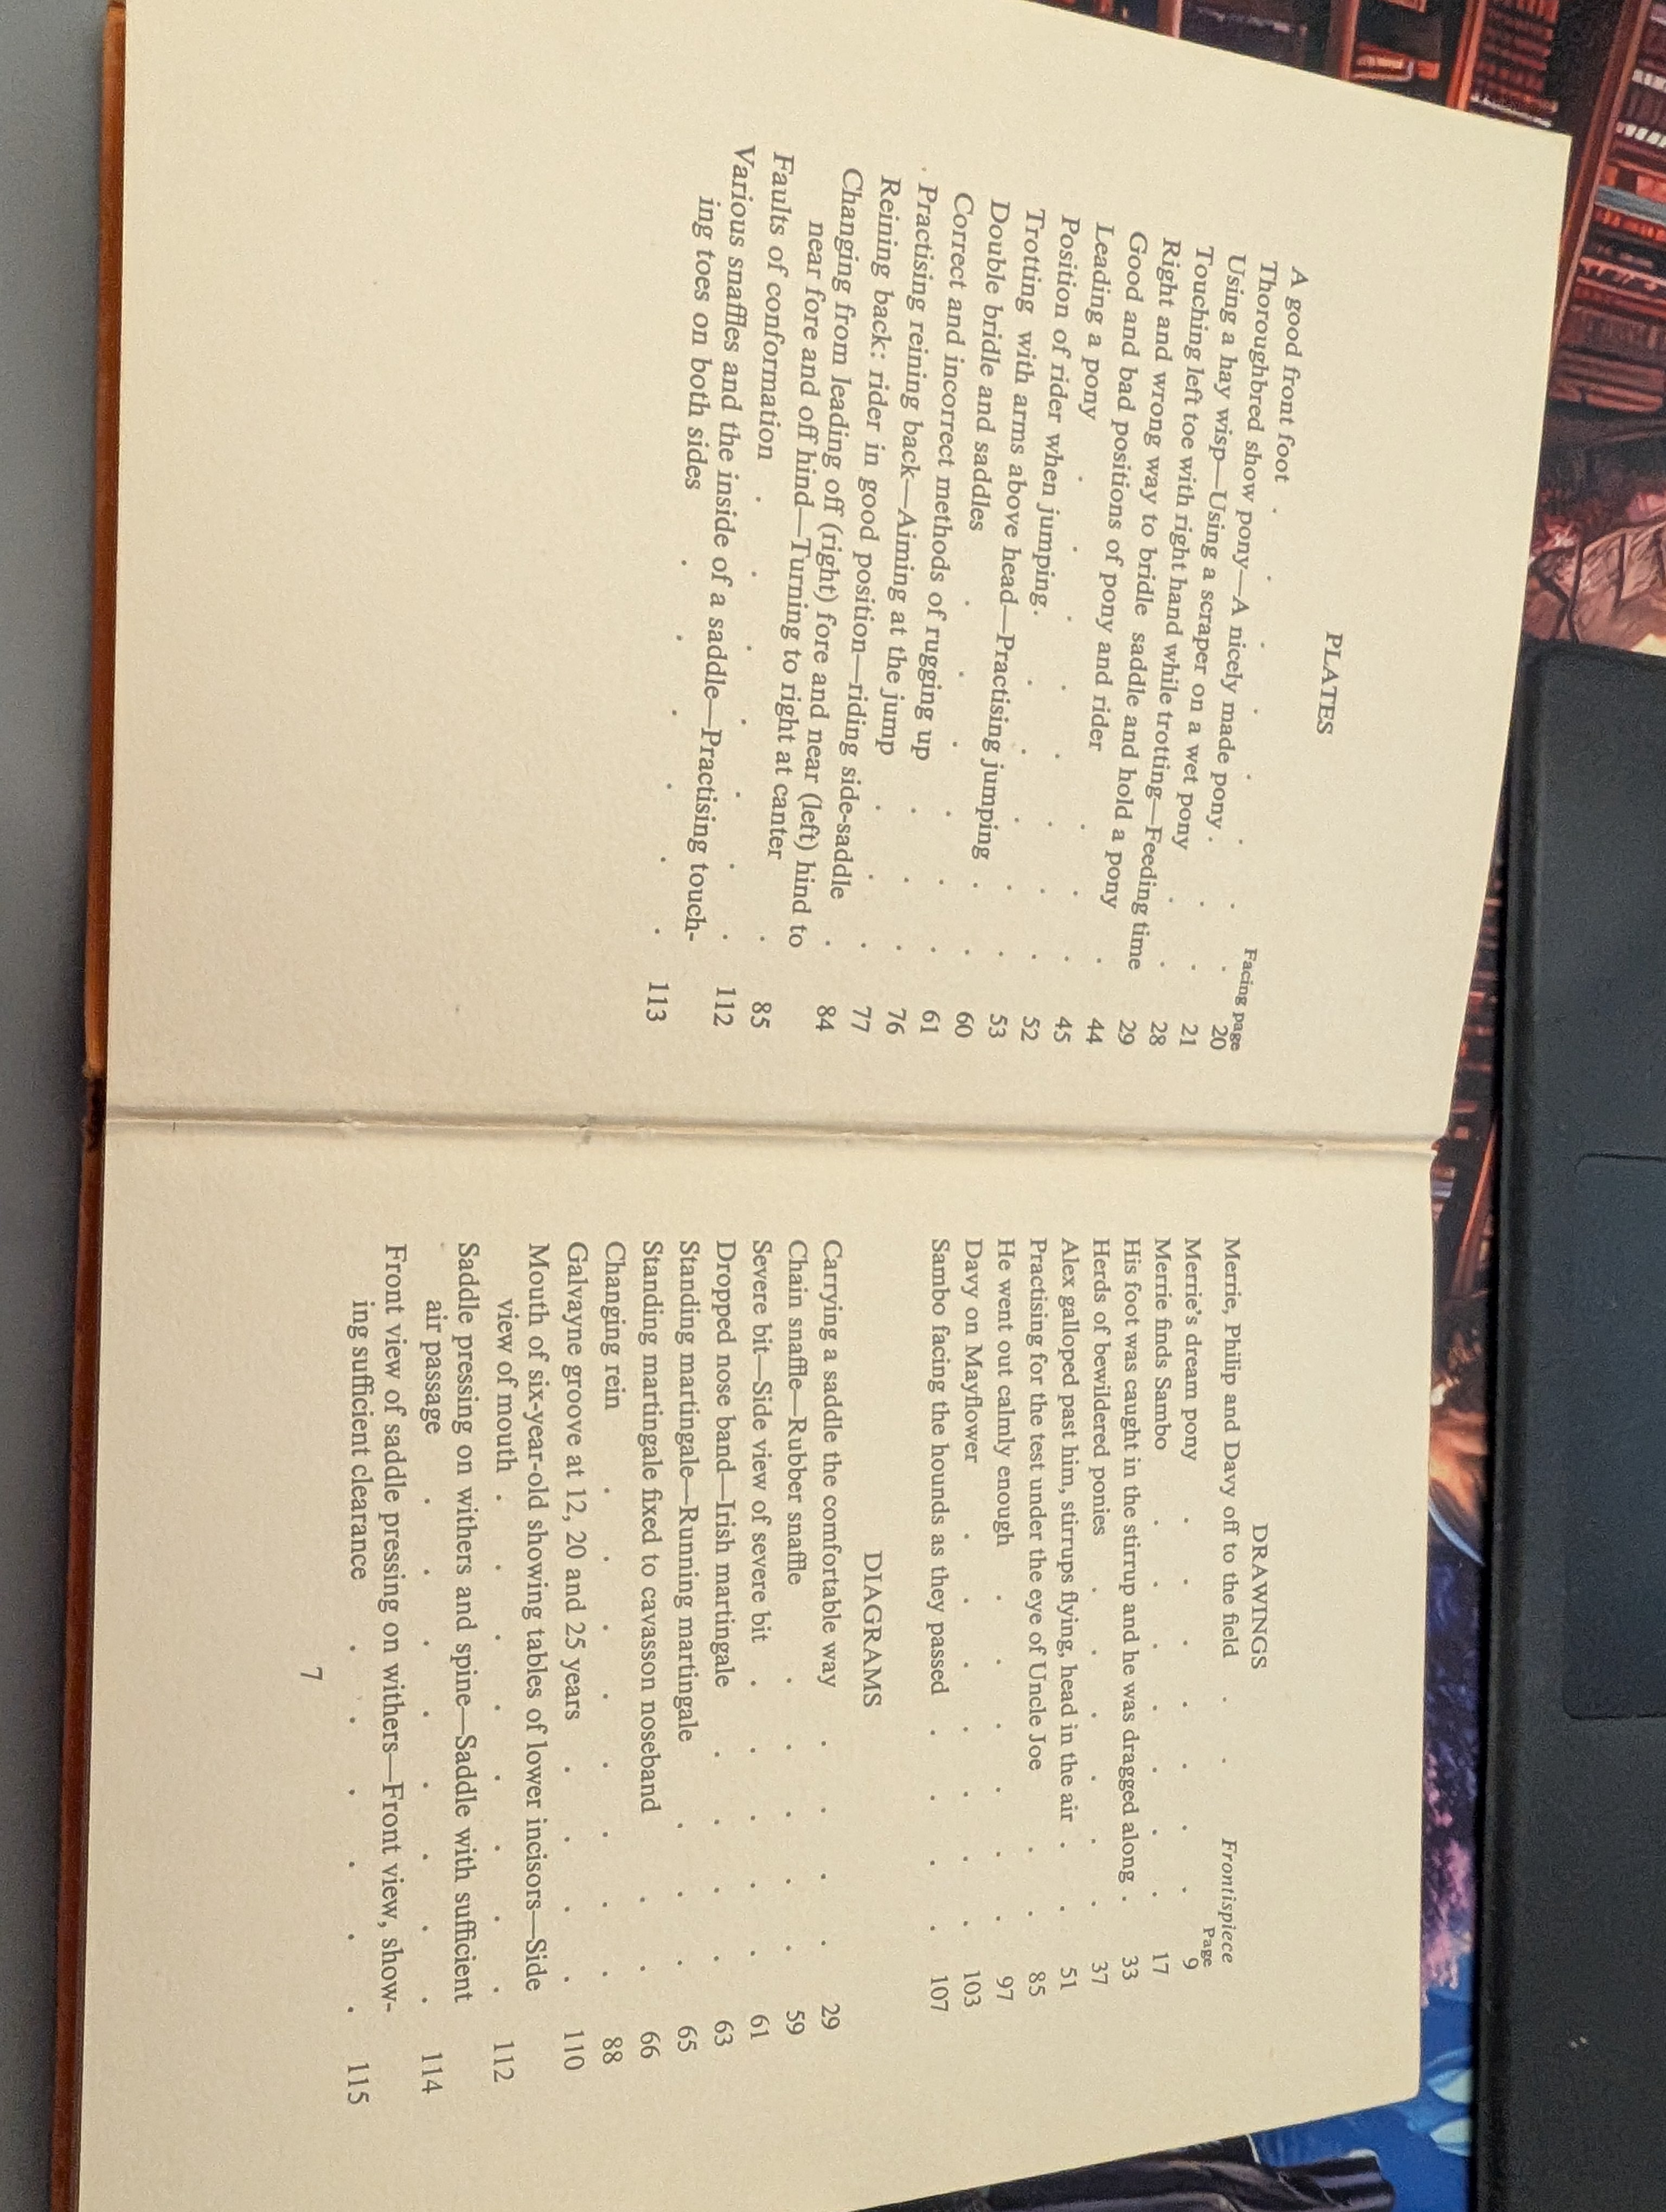 PLATES
Facing page
A good front foot . . . . . . . 20
Thoroughbred show pony—A nicely made pony . . . 21
Using a hay wisp—Using a scraper on a wet pony . . 28
Touching left toe with right hand while trotting—Feeding time 29
Right and wrong way to bridle saddle and hold a pony . 44
Good and bad positions of pony and rider . . . 45
Leading a pony . . . . . . . 52
Position of rider when jumping . . . . . 53
Trotting with arms above head—Practising jumping . . 60
Double bridle and saddles . . . . . . 61
Correct and incorrect methods of rugging up . . . 76
Practising reining back—Aiming at the jump . . . 77
Reining back: rider in good position—riding side-saddle . 84
Changing from leading off (right) fore and near (left) hind to
near fore and off hind—Turning to right at canter . 85
Faults of conformation . . . . . . . 112
Various snaffles and the inside of a saddle—Practising touch-
ing toes on both sides . . . . . . 113
DRAWINGS
Merrie, Philip and Davy off to the field . . Frontispiece
Page
Merrie's dream pony . . . . . . . 9
Merrie finds Sambo . . . . . . . 17
His foot was caught in the stirrup and he was dragged along . 33
Herds of bewildered ponies . . . . . . 37
Alex galloped past him, stirrups flying, head in the air . . 51
Practising for the test under the eye of Uncle Joe . . 85
He went out calmly enough . . . . . . 97
Davy on Mayflower . . . . . . . 103
Sambo facing the hounds as they passed . . . . 107
DIAGRAMS
Carrying a saddle the comfortable way . . . . 29
Chain snaffle—Rubber snaffle . . . . . 59
Severe bit—Side view of severe bit . . . . . 61
Dropped nose band—Irish martingale . . . . 63
Standing martingale—Running martingale . . . 65
Standing martingale fixed to cavasson noseband . . 66
Changing rein . . . . . . . . 88
Galvayne groove at 12, 20 and 25 years . . . . 110
Mouth of six-year-old showing tables of lower incisors—Side
view of mouth . . . . . . . . 112
Saddle pressing on withers and spine—Saddle with sufficient
air passage . . . . . . . . 114
Front view of saddle pressing on withers—Front view, show-
ing sufficient clearance . . . . . . 115
7